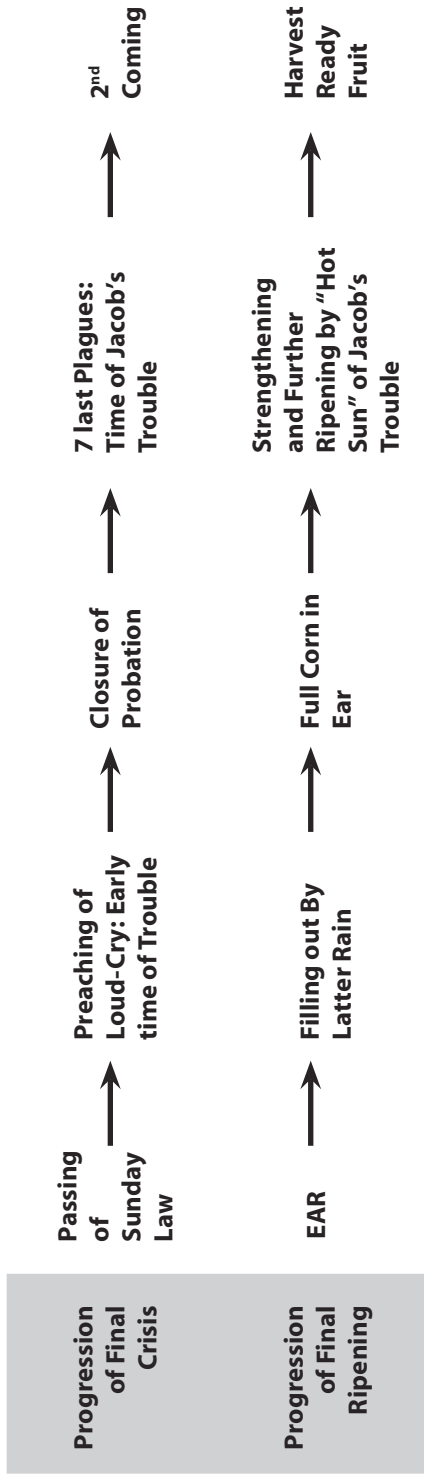 Progression
of Final
Crisis
Passing
of
Sunday
Law
Preaching of
Loud-Cry: Early
time of Trouble
Closure of
Probation
7 last Plagues:
Time of Jacob's
Trouble
2nd
Coming
Progression
of Final
Ripening
EAR
Filling out By
Latter Rain
Full Corn in
Ear
Strengthening
and Further
Ripening by "Hot
Sun" of Jacob's
Trouble
Harvest
Ready
Fruit